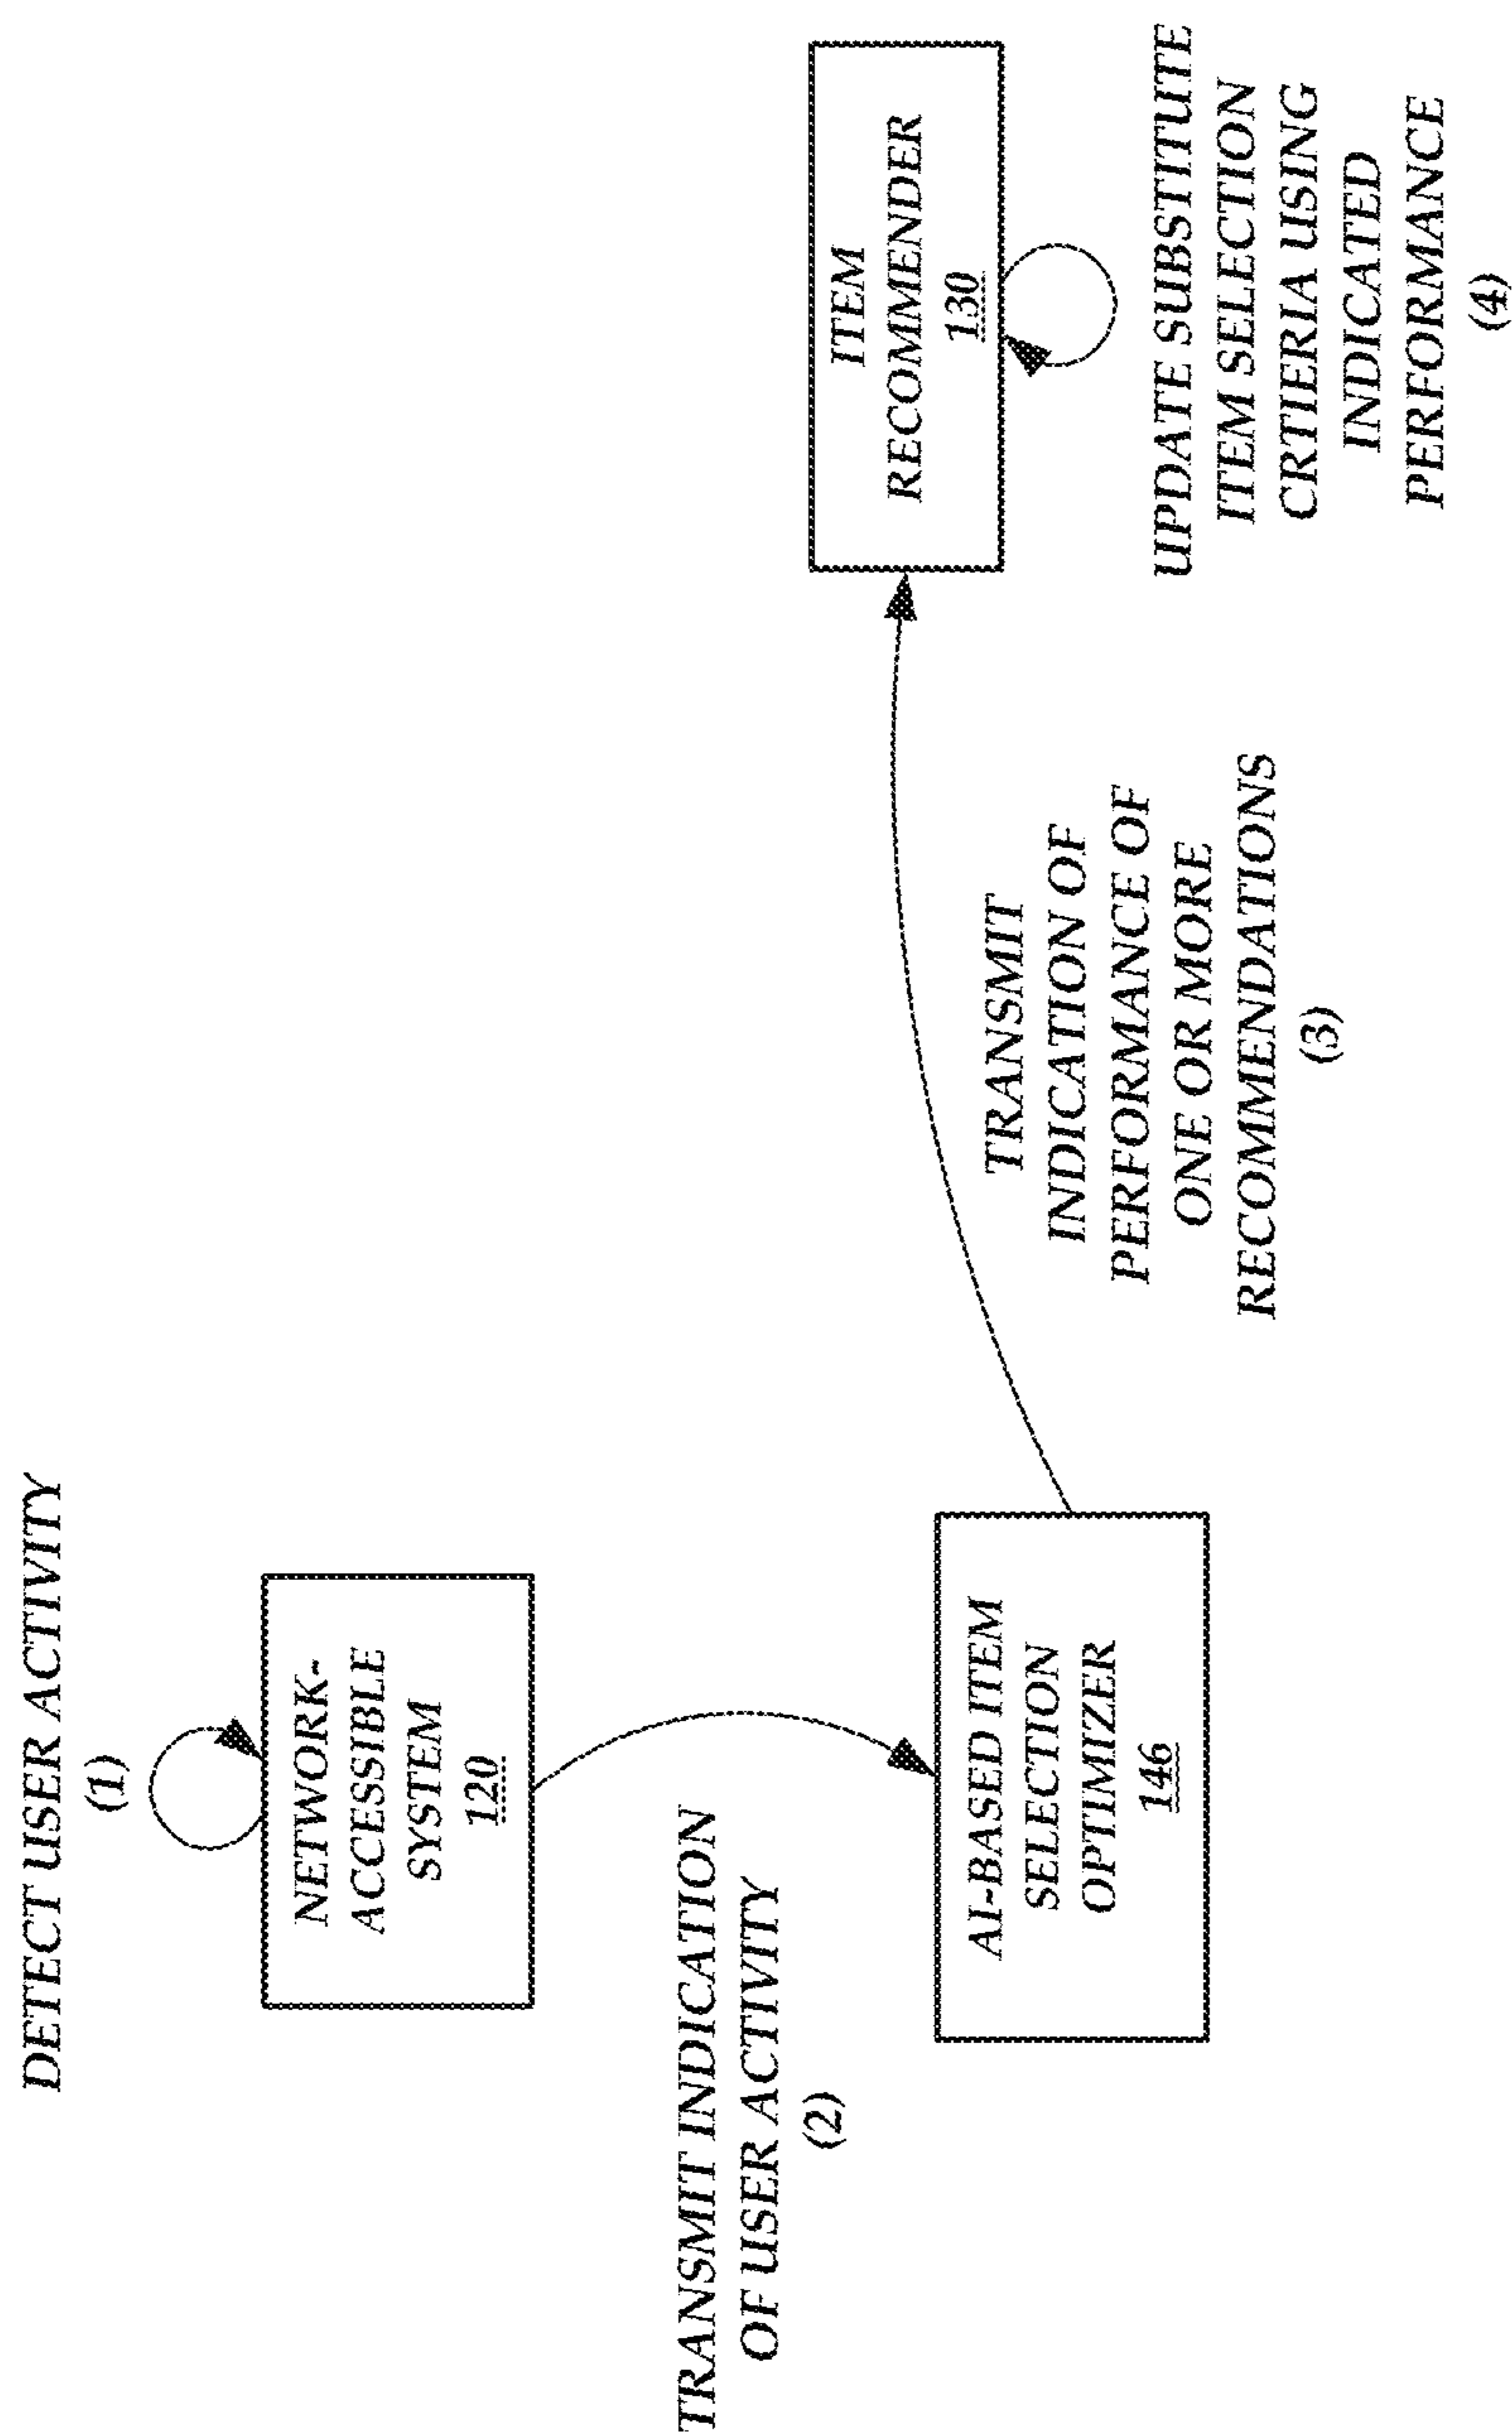 DETECT USER ACTIVITY
(1)
NETWORK-
ACCESSIBLE
SYSTEM
120
TRANSMIT INDICATION
OF USER ACTIVITY
(2)
AI-BASED ITEM
SELECTION
OPTIMIZER
146
TRANSMIT
INDICATION OF
PERFORMANCE OF
ONE OR MORE
RECOMMENDATIONS
(3)
ITEM
RECOMMENDER
130
UPDATE SUBSTITUTE
ITEM SELECTION
CRTIERIA USING
INDICATED
PERFORMANCE
(4)